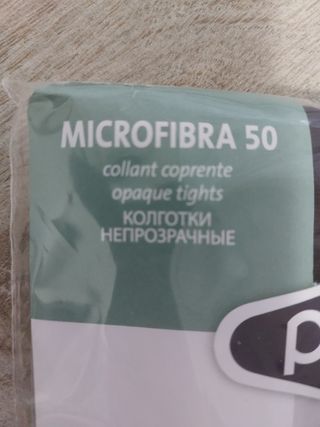 MICROFIBRA 50
collant coprente
opaque tights
КОЛГОТКИ
НЕПРОЗРАЧНЫЕ